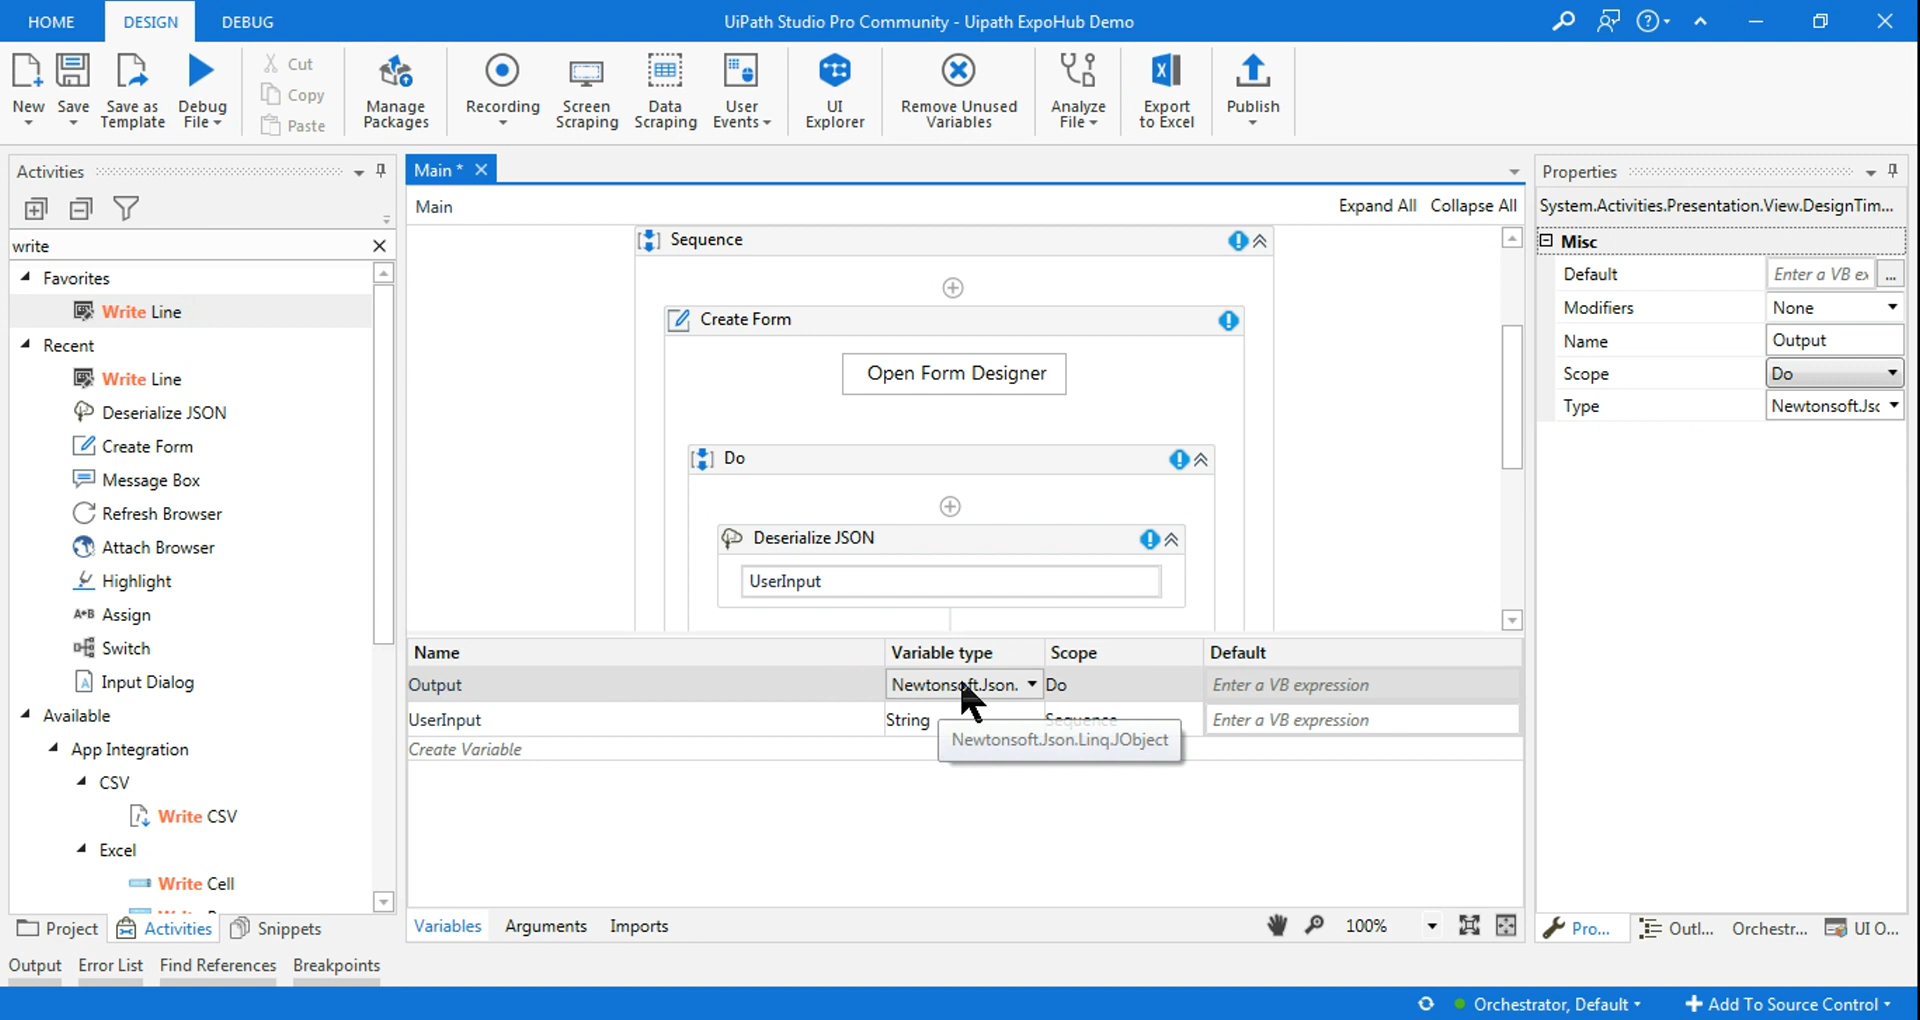 HOME DESIGN DEBUG UiPath Studio Pro Community - Uipath ExpoHub Demo
New Save Save as Template Debug File
Cut
Copy
Paste
Manage Packages
Recording
Screen Scraping
Data Scraping
User Events
UI Explorer
Remove Unused Variables
Analyze File
Export to Excel
Publish
Activities
write
Favorites
Write Line
Recent
Write Line
Deserialize JSON
Create Form
Message Box
Refresh Browser
Attach Browser
Highlight
A*B Assign
Switch
Input Dialog
Available
App Integration
CSV
Write CSV
Excel
Write Cell
Project Activities Snippets
Main *
Main Expand All Collapse All
Sequence
Create Form
Open Form Designer
Do
Deserialize JSON
UserInput
Name Variable type Scope Default
Output Newtonsoft.Json. Do Enter a VB expression
UserInput String Sequence Enter a VB expression
Newtonsoft.Json.Linq.JObject
Create Variable
Variables Arguments Imports 100%
Properties
System.Activities.Presentation.View.DesignTim...
Misc
Default Enter a VB ex ...
Modifiers None
Name Output
Scope Do
Type Newtonsoft.Jsc
Pro... Outl... Orchestr... UI O...
Output Error List Find References Breakpoints
Orchestrator, Default Add To Source Control